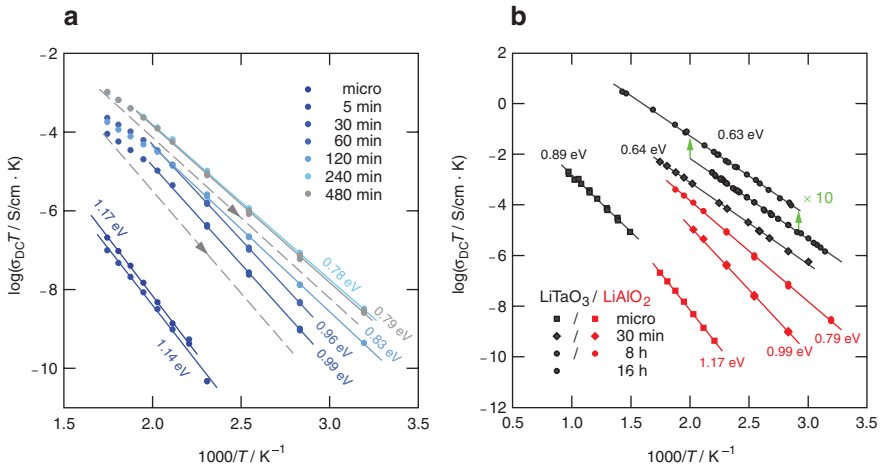 a
log(σDCT / S/cm · K)
−2
−4
−6
−8
−10
1.5
2.0
2.5
3.0
3.5
1000/T / K−1
micro
5 min
30 min
60 min
120 min
240 min
480 min
1.17 eV
1.14 eV
0.78 eV
0.79 eV
0.83 eV
0.96 eV
0.99 eV
b
log(σDCT / S/cm · K)
2
0
−2
−4
−6
−8
−10
−12
0.5
1.0
1.5
2.0
2.5
3.0
3.5
1000/T / K−1
0.63 eV
0.64 eV
0.89 eV
× 10
LiTaO3 / LiAlO2
/ micro
/ 30 min
/ 8 h
16 h
1.17 eV
0.99 eV
0.79 eV